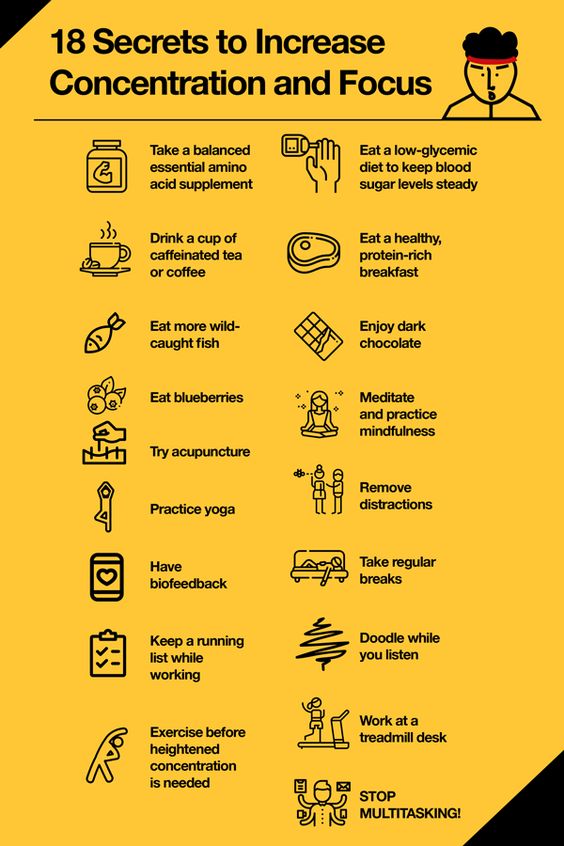 18 Secrets to Increase
Concentration and Focus
Take a balanced
essential amino
acid supplement
Drink a cup of
caffeinated tea
or coffee
Eat more wild-
caught fish
Eat blueberries
Try acupuncture
Practice yoga
Have
biofeedback
Keep a running
list while
working
Exercise before
heightened
concentration
is needed
Eat a low-glycemic
diet to keep blood
sugar levels steady
Eat a healthy,
protein-rich
breakfast
Enjoy dark
chocolate
Meditate
and practice
mindfulness
Remove
distractions
Take regular
breaks
Doodle while
you listen
Work at a
treadmill desk
STOP
MULTITASKING!